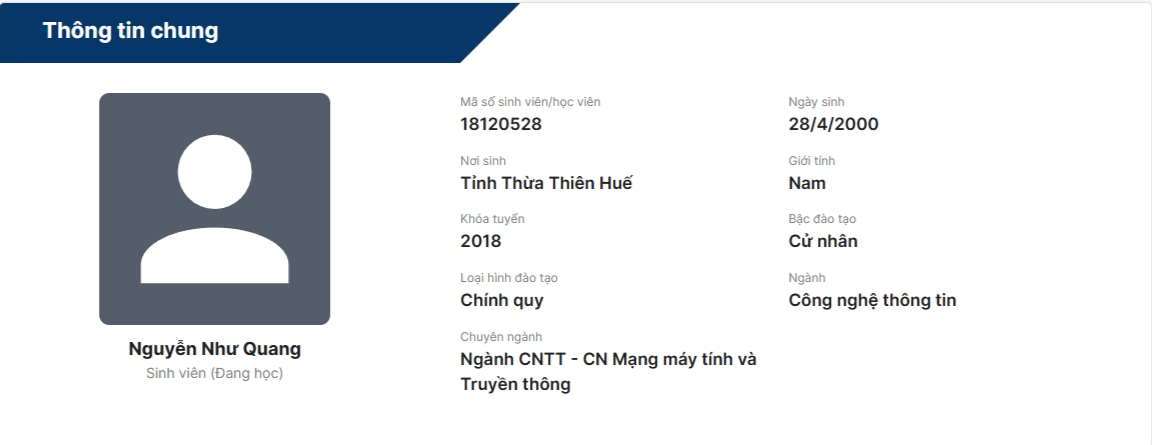 Thông tin chung
Mã số sinh viên/học viên
18120528
Ngày sinh
28/4/2000
Nơi sinh
Tỉnh Thừa Thiên Huế
Giới tính
Nam
Khóa tuyển
2018
Bậc đào tạo
Cử nhân
Loại hình đào tạo
Chính quy
Ngành
Công nghệ thông tin
Chuyên ngành
Ngành CNTT - CN Mạng máy tính và
Truyền thông
Nguyễn Như Quang
Sinh viên (Đang học)